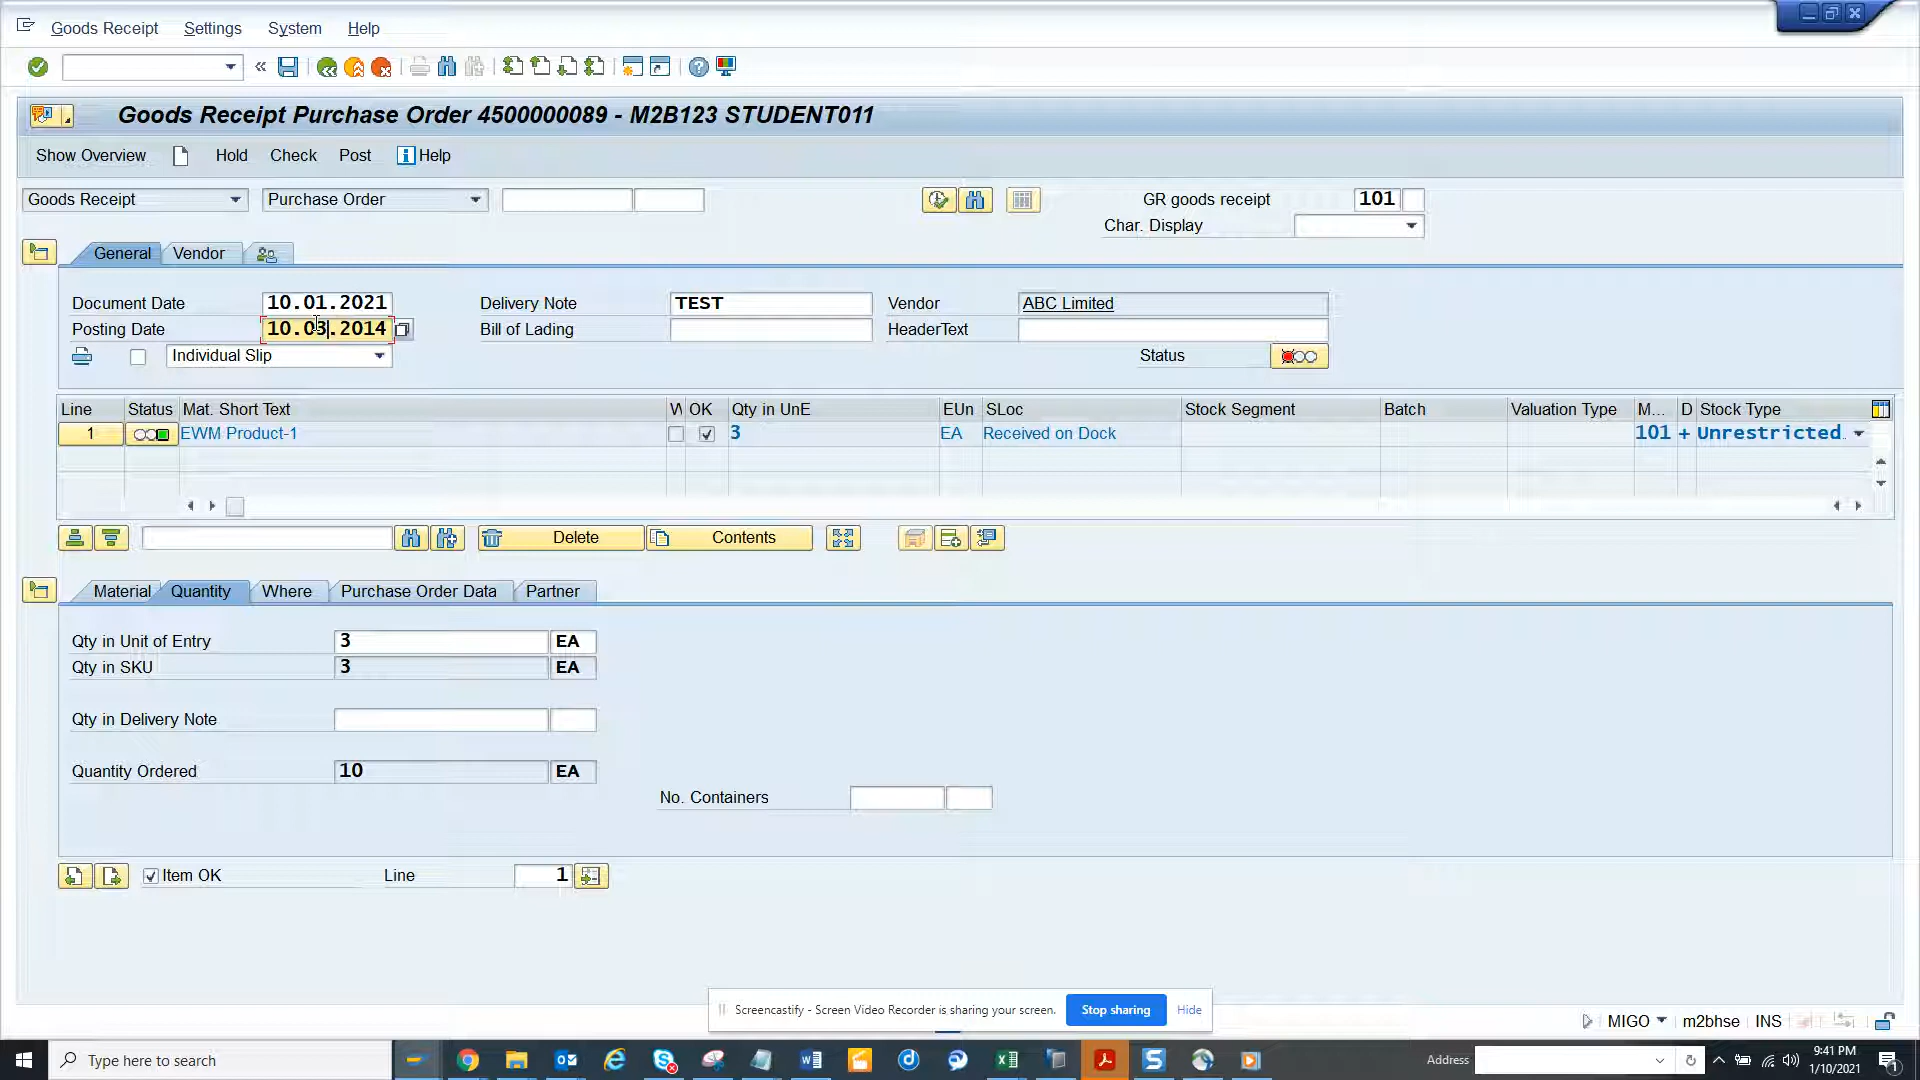 Goods Receipt Settings System Help
«
Goods Receipt Purchase Order 4500000089 - M2B123 STUDENT011
Show Overview Hold Check Post Help
Goods Receipt Purchase Order GR goods receipt 101
Char. Display
General Vendor
Document Date 10.01.2021 Delivery Note TEST Vendor ABC Limited
Posting Date 10.03.2014 Bill of Lading HeaderText
Individual Slip Status
Line Status Mat. Short Text W OK Qty in UnE EUn SLoc Stock Segment Batch Valuation Type M... D Stock Type
1 EWM Product-1 3 EA Received on Dock 101 + Unrestricted.
Delete Contents
Material Quantity Where Purchase Order Data Partner
Qty in Unit of Entry 3 EA
Qty in SKU 3 EA
Qty in Delivery Note
Quantity Ordered 10 EA
No. Containers
Item OK Line 1
Screencastify - Screen Video Recorder is sharing your screen. Stop sharing Hide
MIGO m2bhse INS
Type here to search Address 9:41 PM
1/10/2021 1